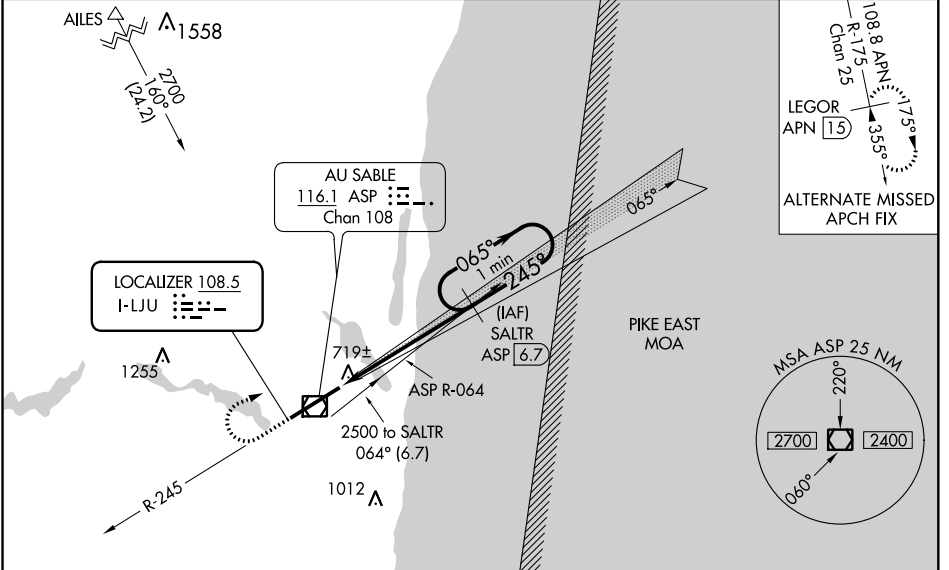 AILES
1558
2700
160°
(24.2)
AU SABLE
116.1 ASP
Chan 108
LOCALIZER 108.5
I-LJU
1255
719±
065°
1 min
245°
065°
(IAF)
SALTR
ASP 6.7
ASP R-064
2500 to SALTR
064° (6.7)
1012
R-245
PIKE EAST
MOA
108.8 APN
R-175
Chan 25
LEGOR
APN 15
175°
355°
ALTERNATE MISSED
APCH FIX
MSA ASP 25 NM
220°
2700
2400
060°